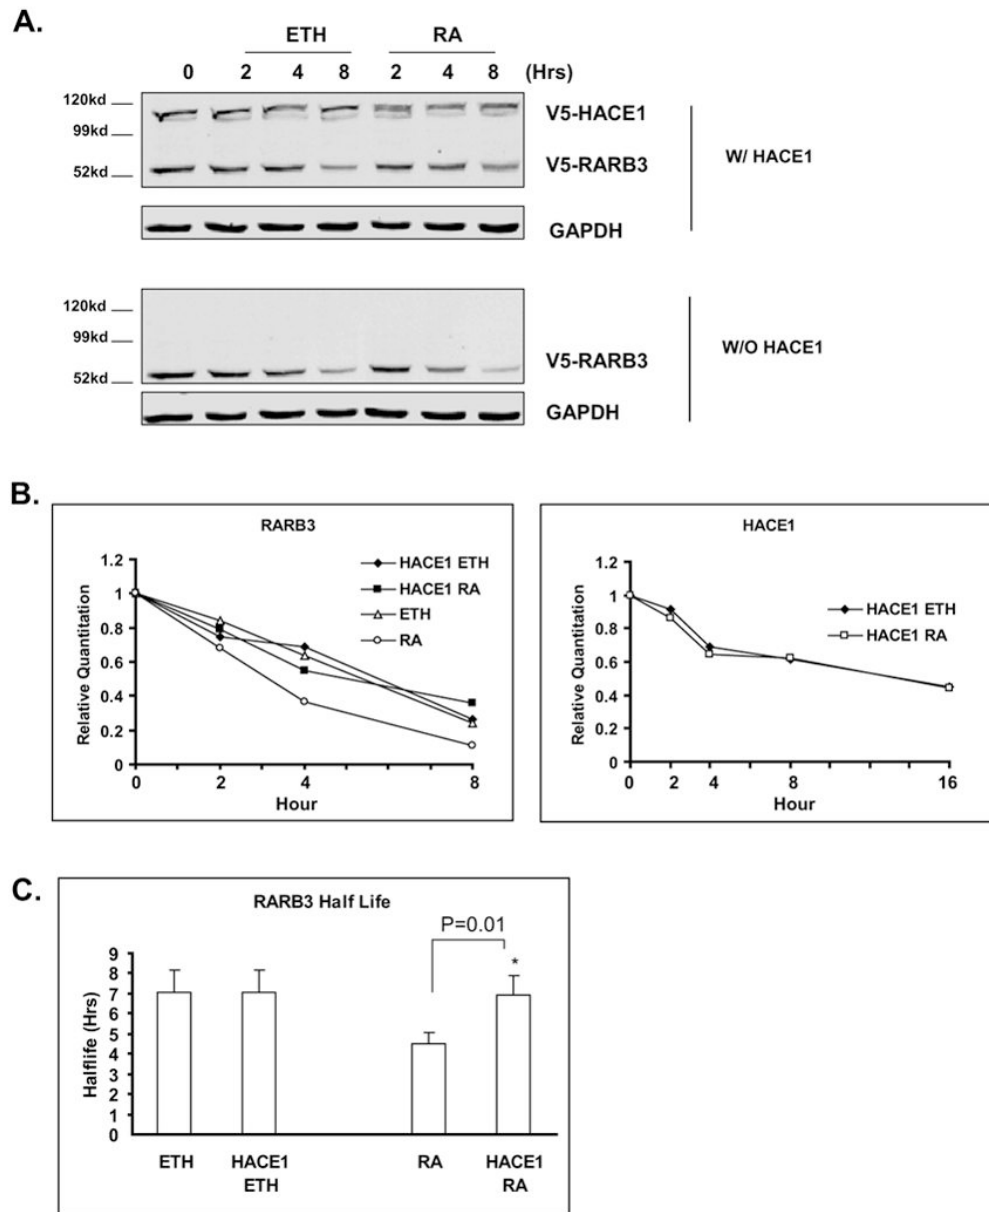 A.
ETH RA
0 2 4 8 2 4 8 (Hrs)
120kd
99kd
52kd
V5-HACE1
V5-RARB3
GAPDH
W/ HACE1
120kd
99kd
52kd
V5-RARB3
GAPDH
W/O HACE1
B.
RARB3
Relative Quantitation
1.2
1
0.8
0.6
0.4
0.2
0
0 2 4 8
Hour
HACE1 ETH
HACE1 RA
ETH
RA
HACE1
Relative Quantitation
1.2
1
0.8
0.6
0.4
0.2
0
0 2 4 8 16
Hour
HACE1 ETH
HACE1 RA
C.
RARB3 Half Life
P=0.01
*
Halflife (Hrs)
9
8
7
6
5
4
3
2
1
0
ETH HACE1 RA HACE1
ETH RA